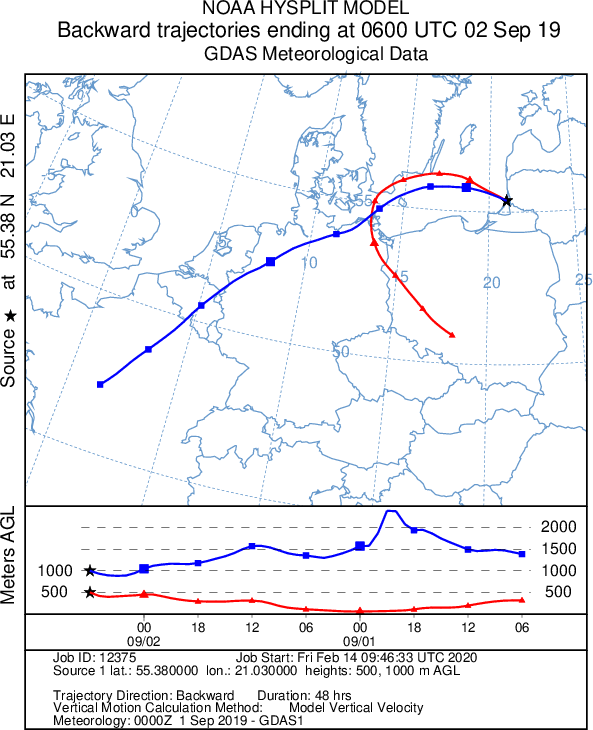 NOAA HYSPLIT MODEL
Backward trajectories ending at 0600 UTC 02 Sep 19
GDAS Meteorological Data
Source ★ at 55.38 N 21.03 E
55
5
10
15
20
25
50
Meters AGL
2000
1500
1000
1000
500
500
00 18 12 06 00 18 12 06
09/02 09/01
Job ID: 12375 Job Start: Fri Feb 14 09:46:33 UTC 2020
Source 1 lat.: 55.380000 lon.: 21.030000 heights: 500, 1000 m AGL
Trajectory Direction: Backward Duration: 48 hrs
Vertical Motion Calculation Method: Model Vertical Velocity
Meteorology: 0000Z 1 Sep 2019 - GDAS1